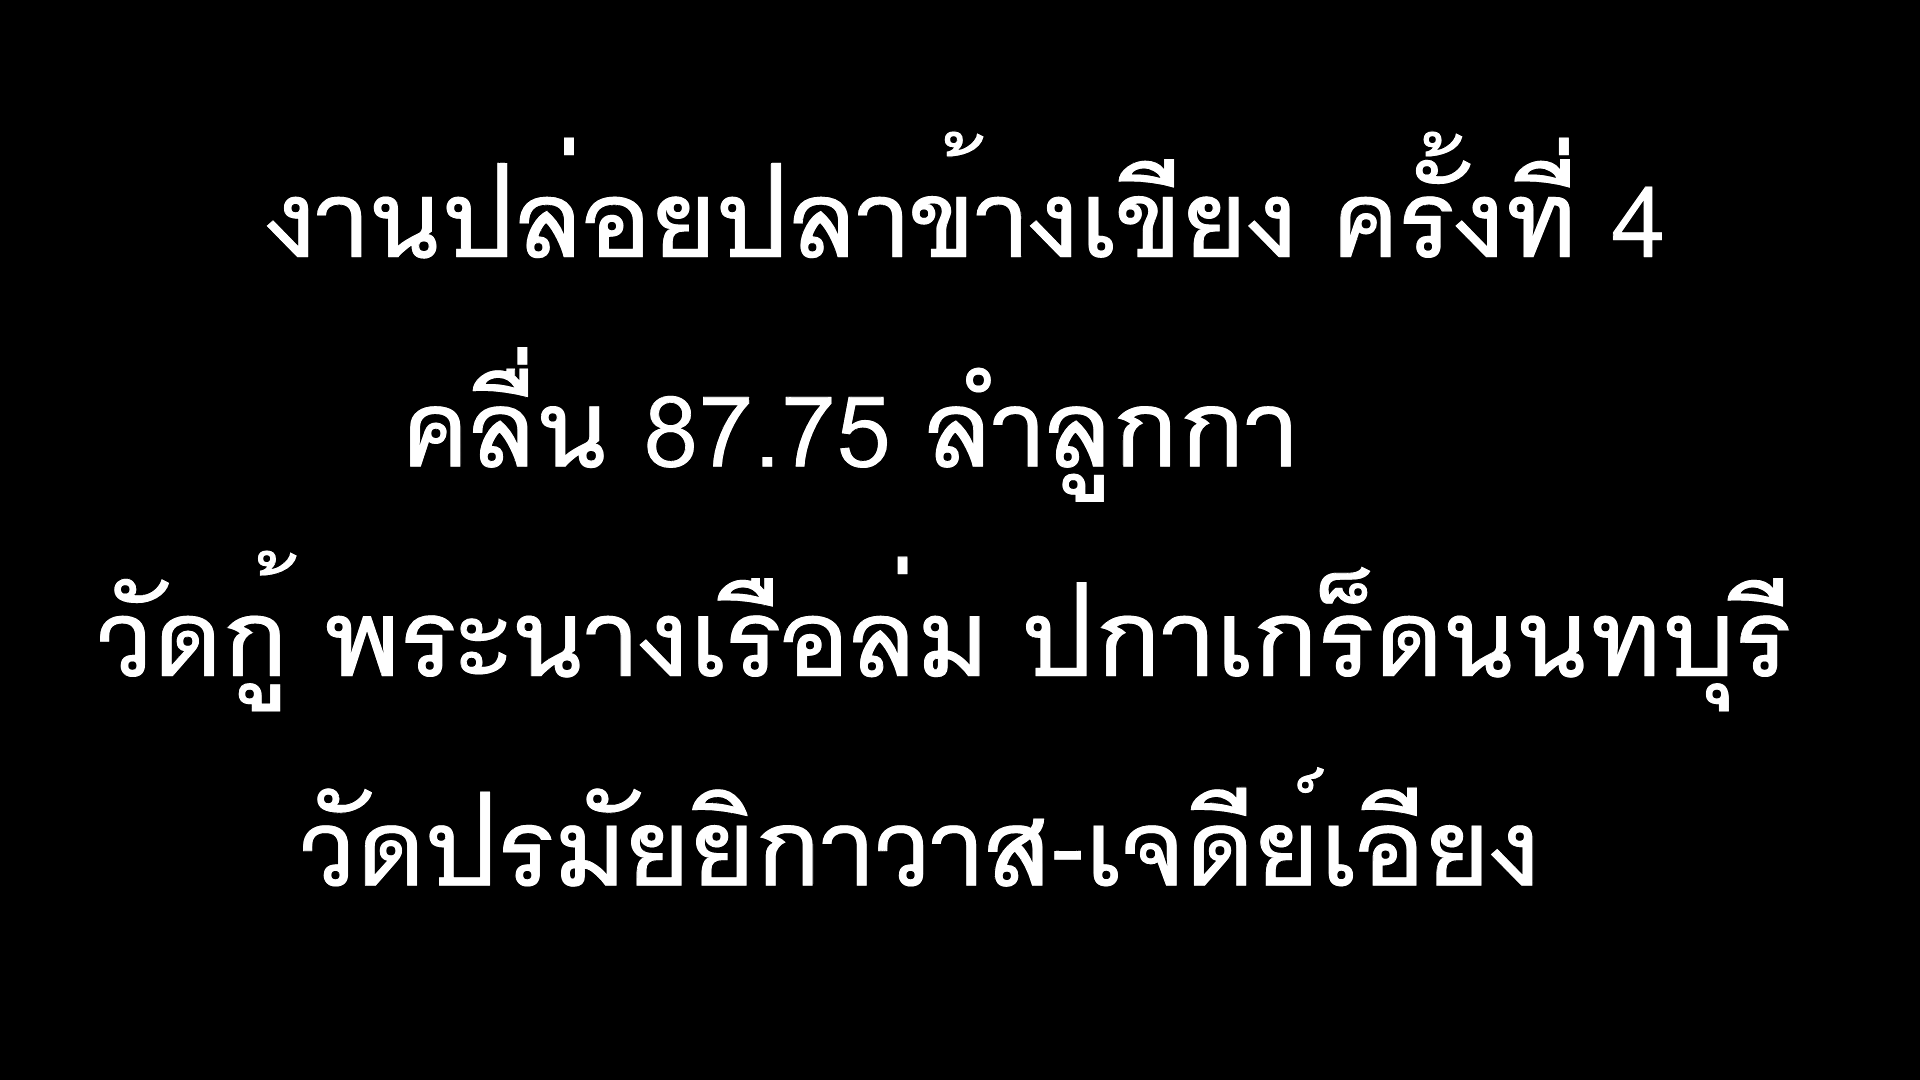 งานปล่อยปลาข้างเขียง ครั้งที่ 4
คลื่น 87.75 ลำลูกกา
วัดกู้ พระนางเรือล่ม ปกาเกร็ดนนทบุรี
วัดปรมัยยิกาวาส-เจดีย์เอียง